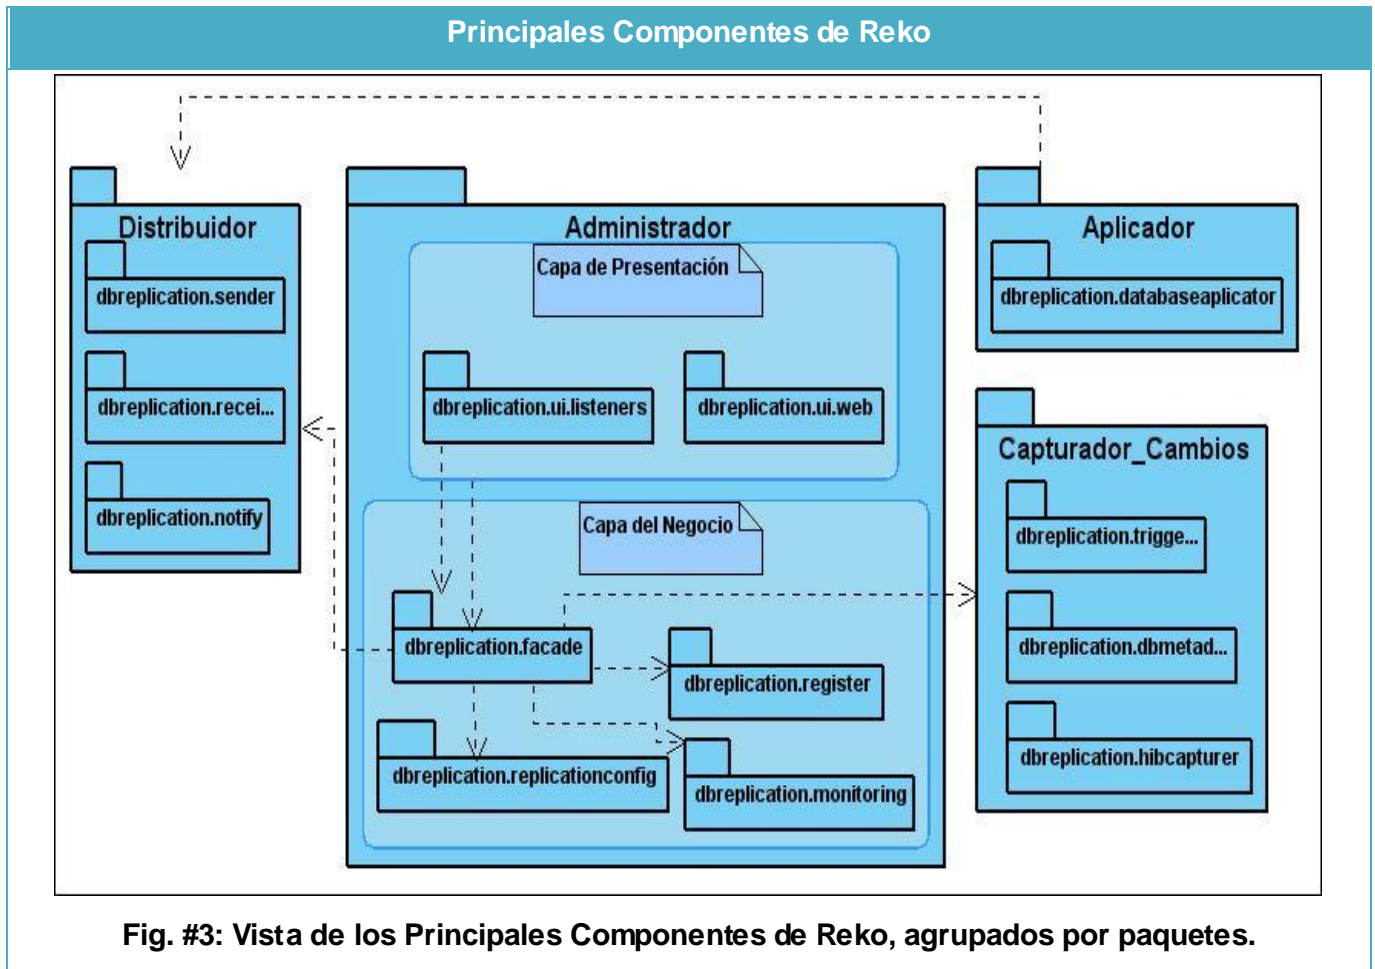 Principales Componentes de Reko
Distribuidor
dbreplication.sender
dbreplication.recei...
dbreplication.notify
Administrador
Capa de Presentación
dbreplication.ui.listeners
dbreplication.ui.web
Capa del Negocio
dbreplication.facade
dbreplication.register
dbreplication.replicationconfig
dbreplication.monitoring
Aplicador
dbreplication.databaseaplicator
Capturador_Cambios
dbreplication.trigge...
dbreplication.dbmetad...
dbreplication.hibcapturer
Fig. #3: Vista de los Principales Componentes de Reko, agrupados por paquetes.